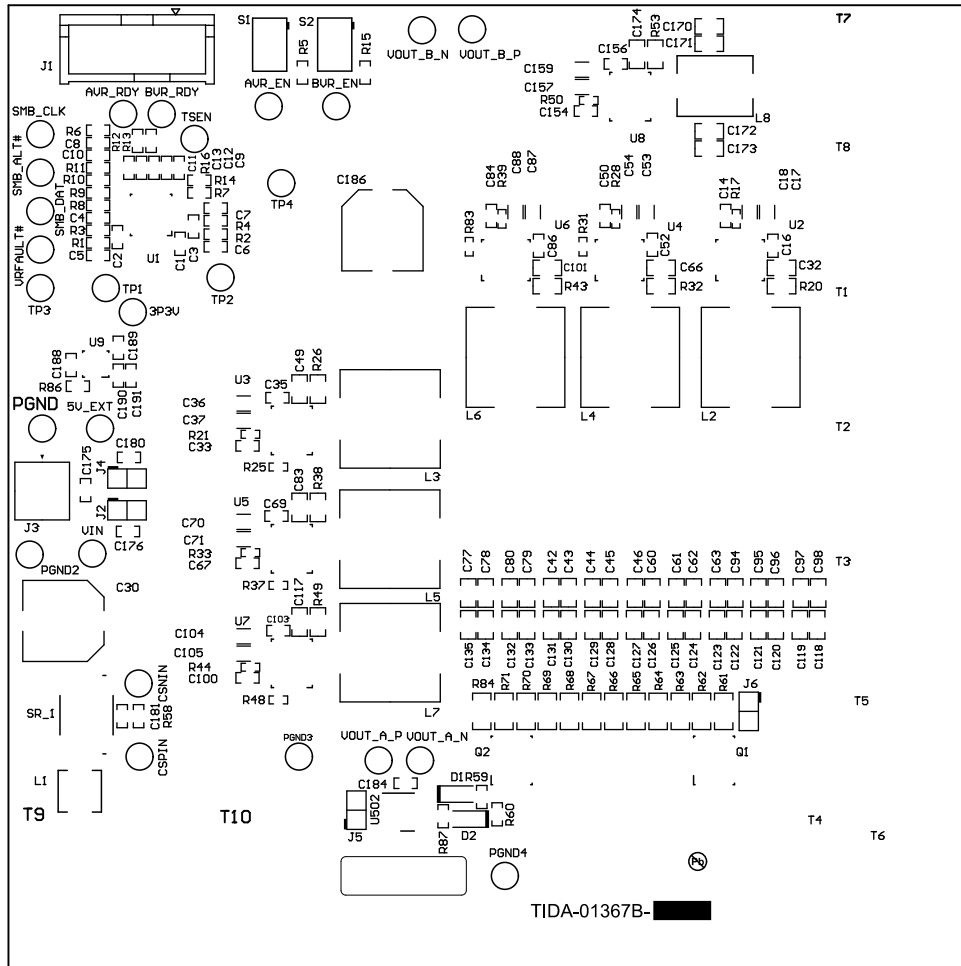 S1
S2
C174
R53
C170
T7
R5
R15
VOUT_B_N
VOUT_B_P
C156
C171
J1
C159
AVR_RDY
BVR_RDY
AVR_EN
BVR_EN
C157
SMB_CLK
TSEN
R50
C154
U8
L8
R6
R12
R13
C172
C8
C10
C11
R16
C13
C12
C9
C173
T8
SMB_ALT#
R11
R10
R14
TP4
C186
C84
R39
C88
C87
C50
R28
C54
C53
C14
R17
C18
C17
R9
R7
SMB_DAT
R8
C7
C4
R4
R3
R2
R83
U6
R31
U4
U2
VRFAULT#
R1
C6
C5
C2
U1
C1
C3
C86
C52
C16
C101
C66
C32
TP3
TP1
TP2
R43
R32
R20
T1
3P3V
U9
C189
C188
R86
C190
C191
L6
L4
L2
PGND
5V_EXT
U3
C49
R26
C35
C36
C37
T2
R21
C33
C180
C175
J4
R25
L3
J2
C83
R38
U5
C69
J3
VIN
C176
C70
C71
R33
C67
PGND2
C30
R37
L5
C77
C78
C80
C79
C42
C43
C44
C45
C46
C60
C61
C62
C63
C94
C95
C96
C97
C98
T3
C117
R49
U7
C103
C104
C105
R44
C100
C135
C134
C132
C133
C131
C130
C129
C128
C127
C126
C125
C124
C123
C122
C121
C120
C119
C118
CSNIN
R48
L7
R84
R71
R70
R69
R68
R67
R66
R65
R64
R63
R62
R61
J6
T5
SR_1
C181
R58
CSPIN
PGND3
VOUT_A_P
VOUT_A_N
Q2
Q1
L1
C184
D1
R59
T9
T10
U502
J5
R87
D2
R60
T4
T6
PGND4
Pb
TIDA-01367B-